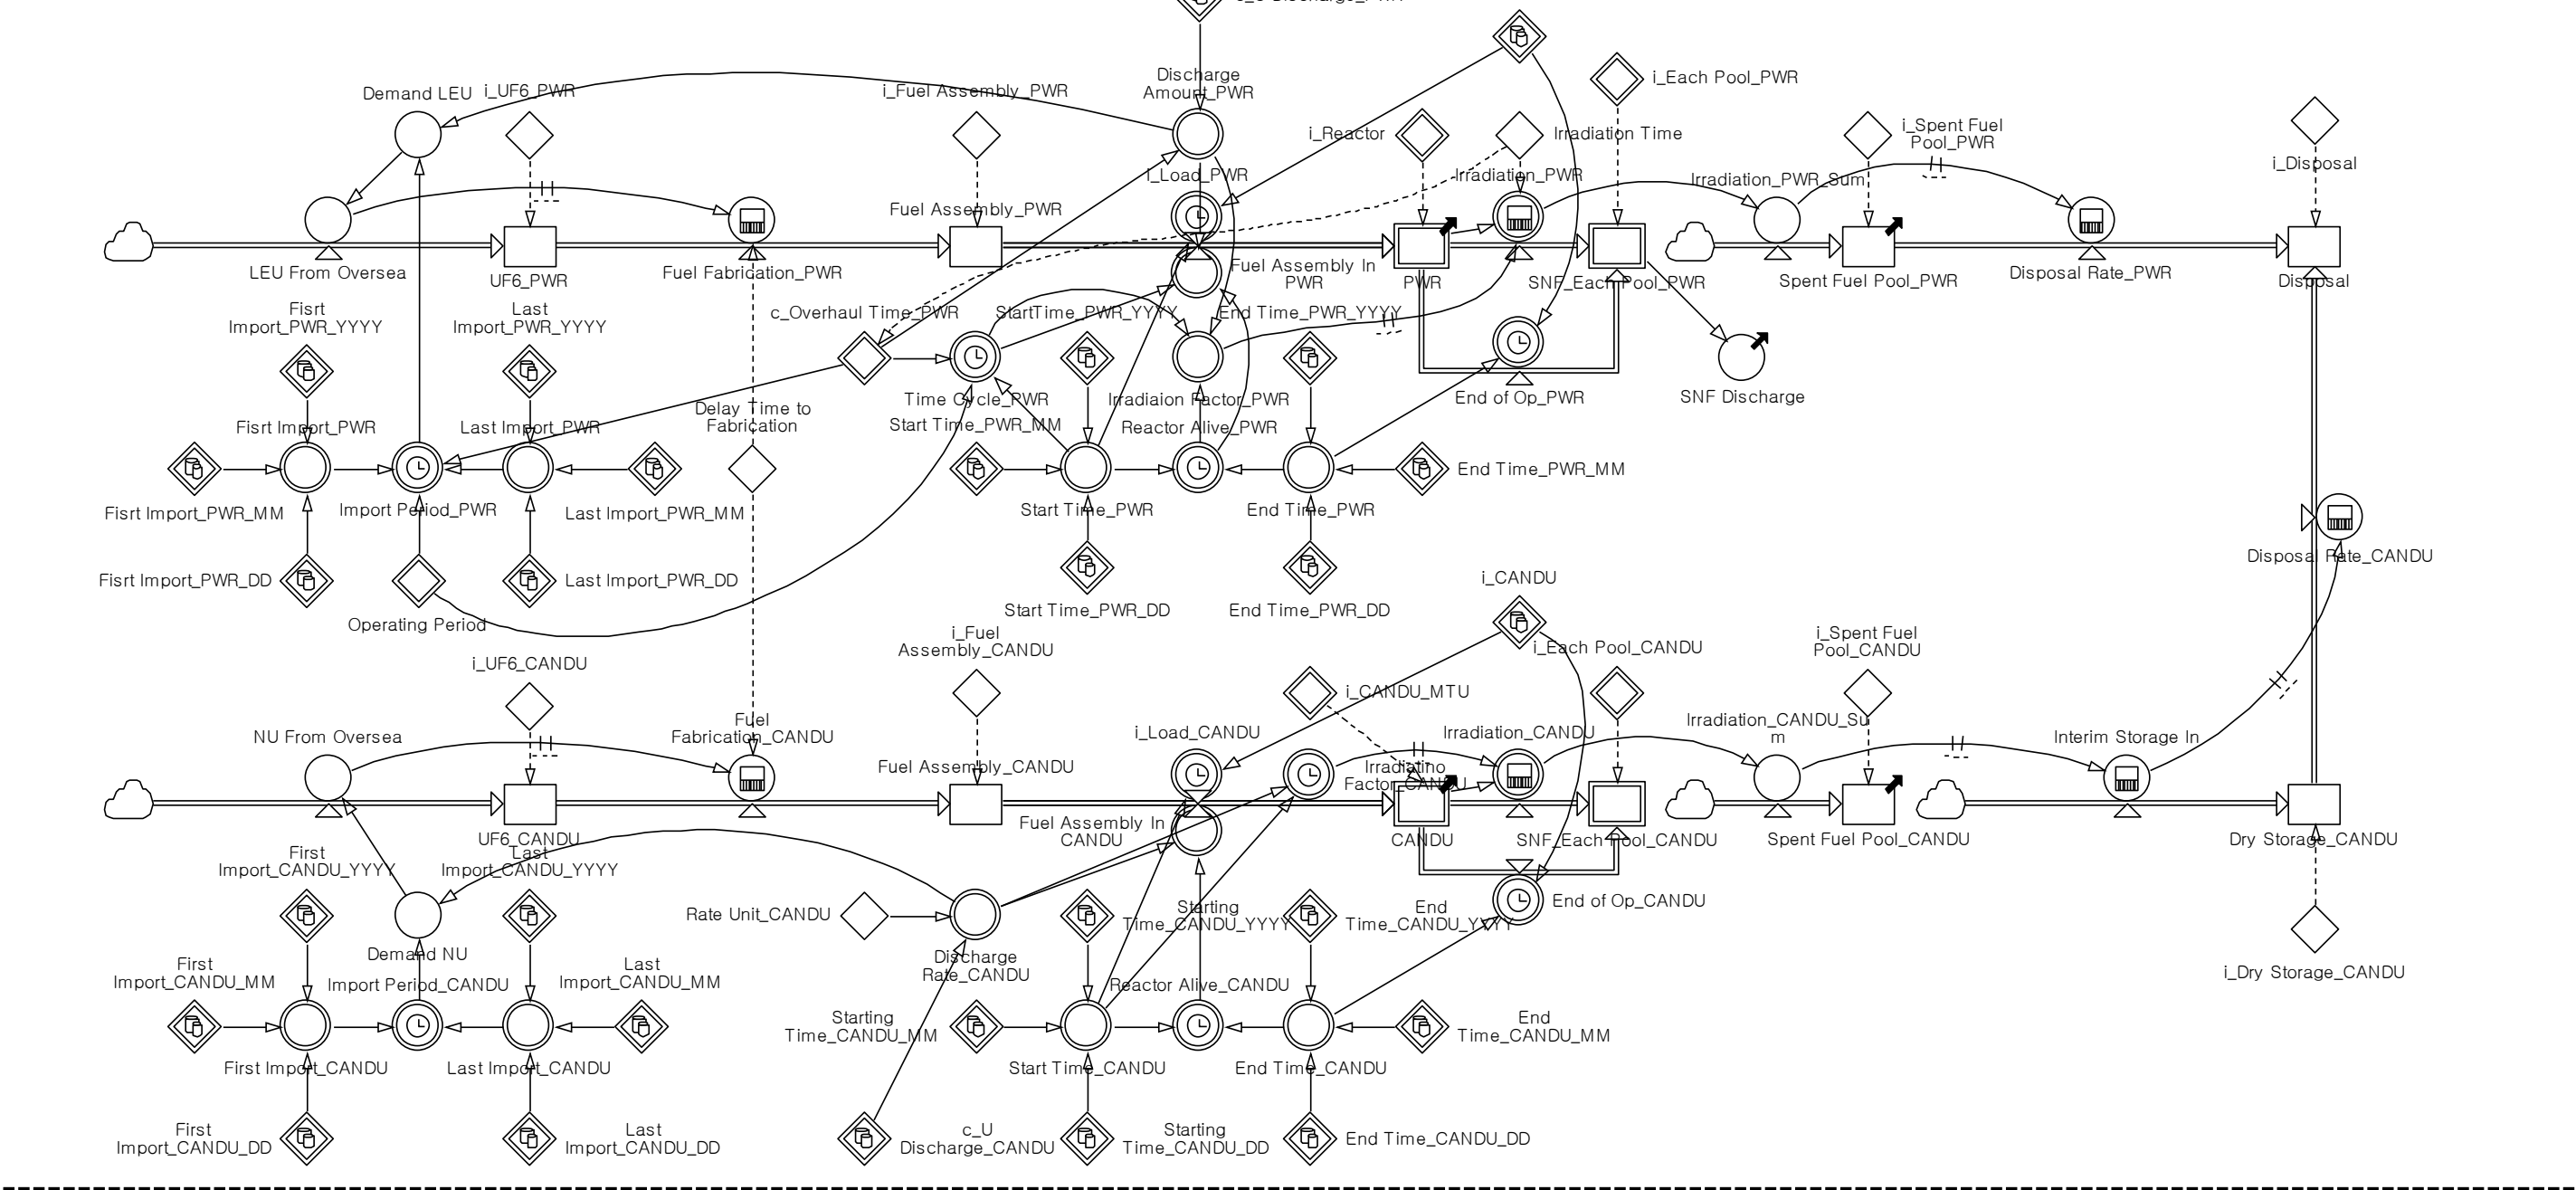 Discharge
Amount_PWR
Demand LEU
i_UF6_PWR
i_Fuel Assembly_PWR
i_Each Pool_PWR
i_Reactor
Irradiation Time
i_Spent Fuel
Pool_PWR
i_Disposal
i_Load_PWR
Irradiation_PWR
Irradiation_PWR_Sum
Fuel Assembly_PWR
LEU From Oversea
UF6_PWR
Fuel Fabrication_PWR
Fuel Assembly In
PWR
PWR
SNF_Each Pool_PWR
Spent Fuel Pool_PWR
Disposal Rate_PWR
Disposal
Fisrt
Import_PWR_YYYY
Last
Import_PWR_YYYY
c_Overhaul Time_PWR
StartTime_PWR_YYYY
End Time_PWR_YYYY
Time Cycle_PWR
Irradiaion Factor_PWR
End of Op_PWR
SNF Discharge
Delay Time to
Fabrication
Fisrt Import_PWR
Last Import_PWR
Start Time_PWR_MM
Reactor Alive_PWR
End Time_PWR_MM
Fisrt Import_PWR_MM
Import Period_PWR
Last Import_PWR_MM
Start Time_PWR
End Time_PWR
Fisrt Import_PWR_DD
Last Import_PWR_DD
Disposal Rate_CANDU
Operating Period
Start Time_PWR_DD
End Time_PWR_DD
i_CANDU
i_UF6_CANDU
i_Fuel
Assembly_CANDU
i_Each Pool_CANDU
i_Spent Fuel
Pool_CANDU
i_CANDU_MTU
NU From Oversea
Fuel
Fabrication_CANDU
i_Load_CANDU
Irradiation_CANDU
Irradiation_CANDU_Su
m
Interim Storage In
Fuel Assembly_CANDU
Irradiatino
Factor_CANDU
UF6_CANDU
Fuel Assembly In
CANDU
CANDU
SNF_Each Pool_CANDU
Spent Fuel Pool_CANDU
Dry Storage_CANDU
First
Import_CANDU_YYYY
Last
Import_CANDU_YYYY
Rate Unit_CANDU
Starting
Time_CANDU_YYYY
End
Time_CANDU_YYYY
End of Op_CANDU
Demand NU
Discharge
Rate_CANDU
First
Import_CANDU_MM
Import Period_CANDU
Last
Import_CANDU_MM
Reactor Alive_CANDU
i_Dry Storage_CANDU
Starting
Time_CANDU_MM
End
Time_CANDU_MM
First Import_CANDU
Last Import_CANDU
Start Time_CANDU
End Time_CANDU
First
Import_CANDU_DD
Last
Import_CANDU_DD
c_U
Discharge_CANDU
Starting
Time_CANDU_DD
End Time_CANDU_DD